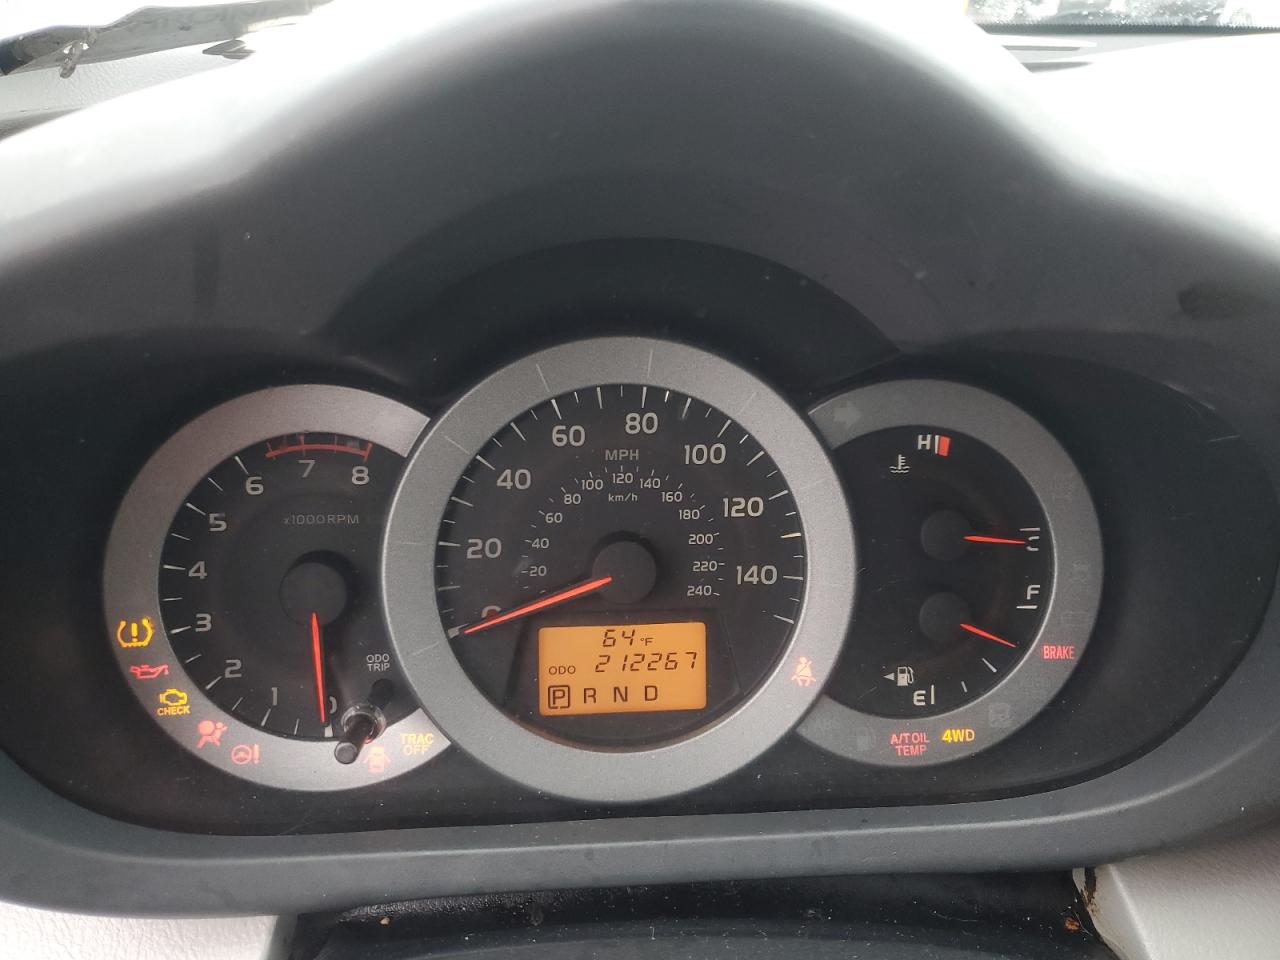 8
7
6
5
4
3
2
1
0
x1000RPM
ODO
TRIP
CHECK
TRAC
OFF
MPH
0
20
40
60
80
100
120
140
km/h
20
40
60
80
100
120
140
160
180
200
220
240
64°F
ODO 212267
P R N D
H
C
F
E
BRAKE
A/T OIL
TEMP
4WD